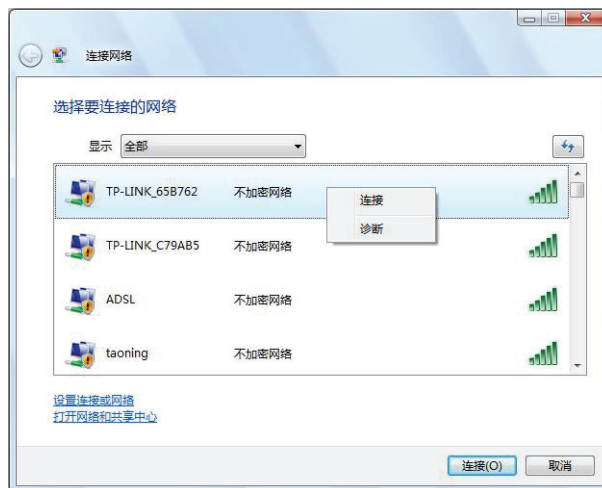 连接网络
选择要连接的网络
显示 全部
TP-LINK_65B762 不加密网络
连接
诊断
TP-LINK_C79AB5 不加密网络
ADSL 不加密网络
taoning 不加密网络
设置连接或网络
打开网络和共享中心
连接(O) 取消